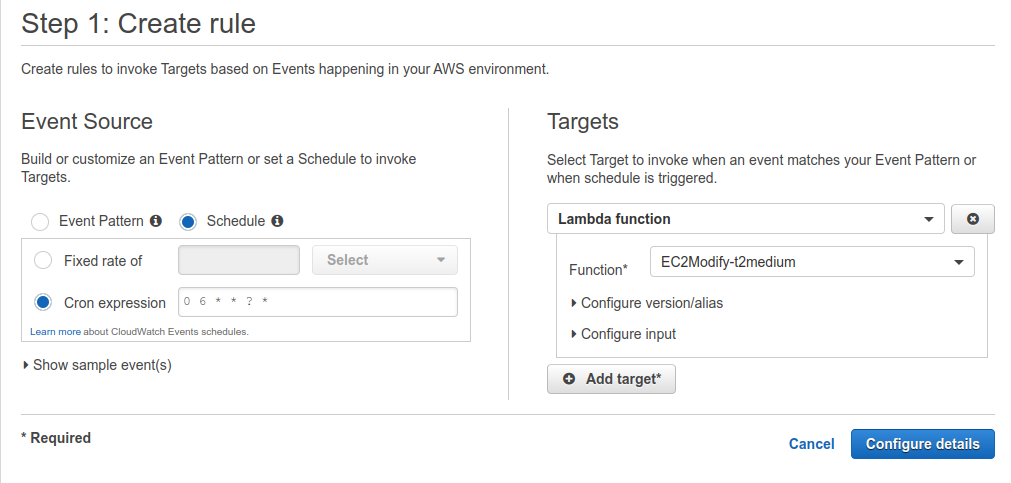 Step 1: Create rule
Create rules to invoke Targets based on Events happening in your AWS environment.
Event Source
Build or customize an Event Pattern or set a Schedule to invoke
Targets.
Event Pattern
Schedule
Fixed rate of
Select
Cron expression
0 6 * * ? *
Learn more about CloudWatch Events schedules.
Show sample event(s)
Targets
Select Target to invoke when an event matches your Event Pattern or
when schedule is triggered.
Lambda function
Function*
EC2Modify-t2medium
Configure version/alias
Configure input
Add target*
* Required
Cancel
Configure details